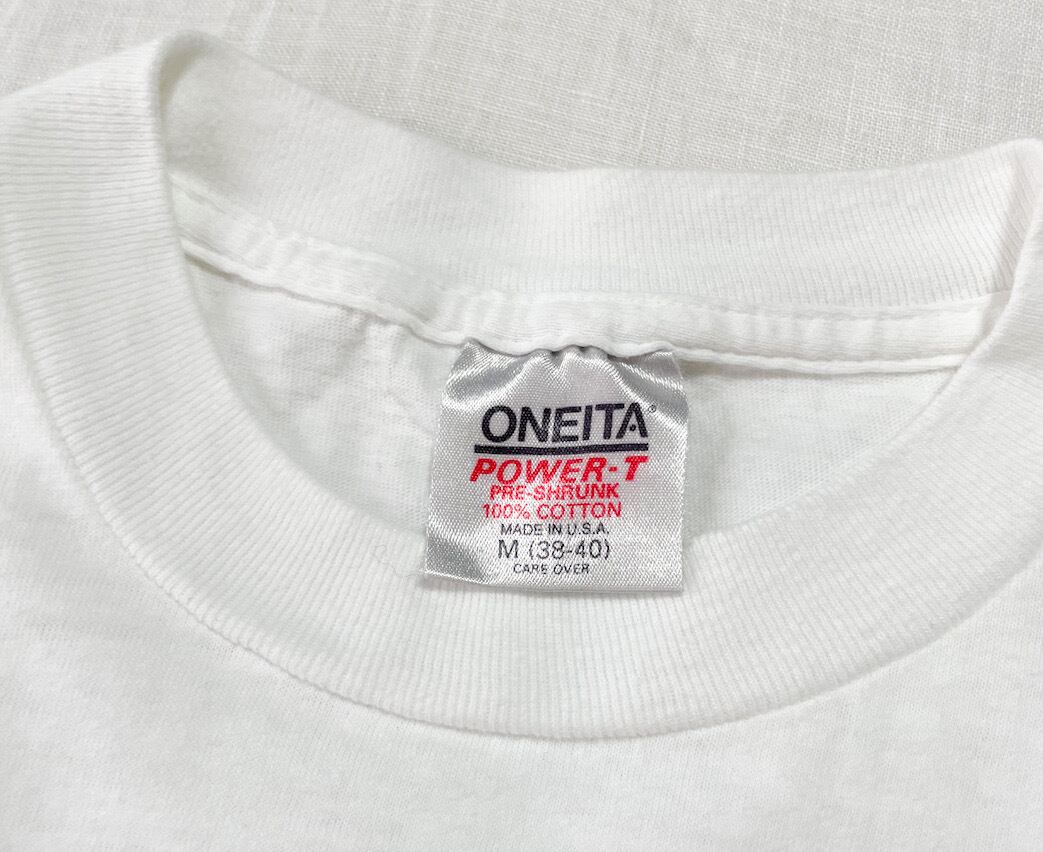 ONEITA®
POWER-T
PRE-SHRUNK
100% COTTON
MADE IN U.S.A.
M (38-40)
CARE OVER